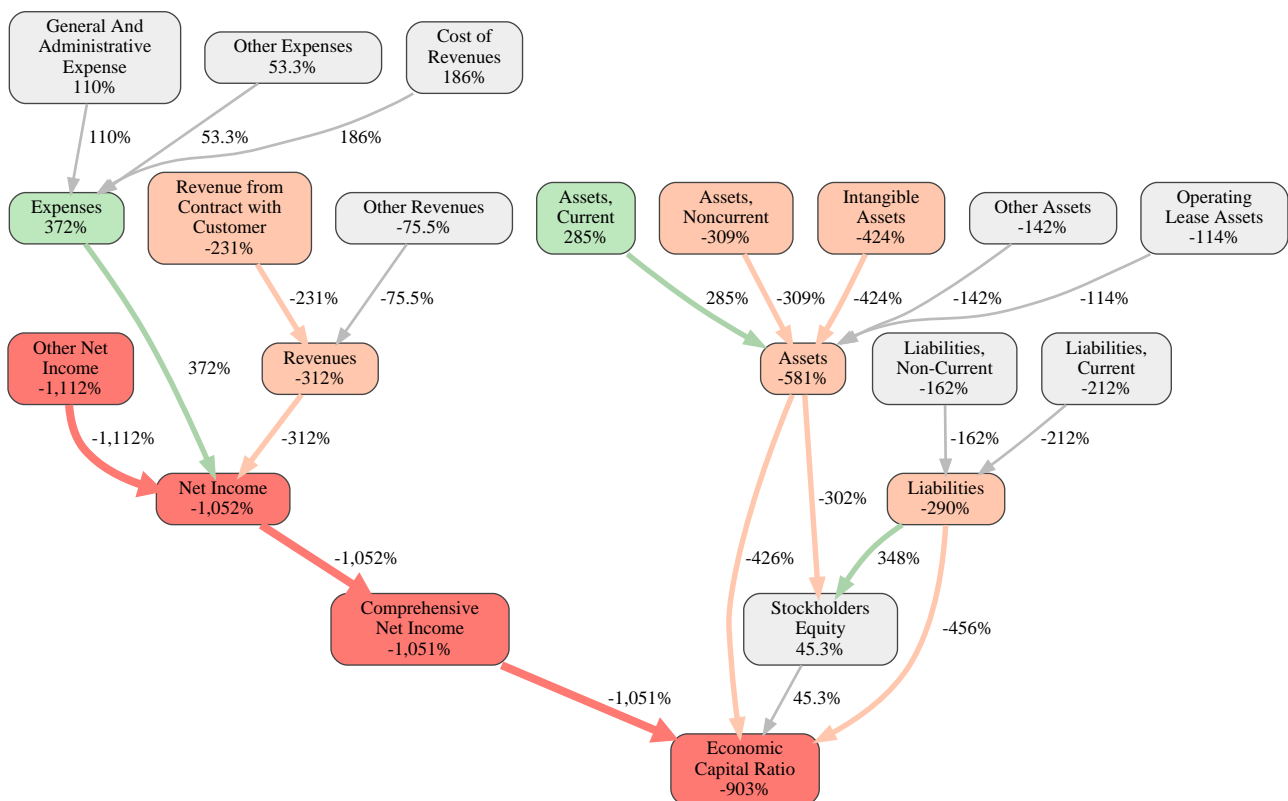 General And
Administrative
Expense
110%
Other Expenses
53.3%
Cost of
Revenues
186%
110%
53.3%
186%
Expenses
372%
Revenue from
Contract with
Customer
-231%
Other Revenues
-75.5%
Assets,
Current
285%
Assets,
Noncurrent
-309%
Intangible
Assets
-424%
Other Assets
-142%
Operating
Lease Assets
-114%
-231%
-75.5%
285%
-309%
-424%
-142%
-114%
Other Net
Income
-1,112%
372%
Revenues
-312%
Assets
-581%
Liabilities,
Non-Current
-162%
Liabilities,
Current
-212%
-1,112%
-312%
-162%
-212%
Net Income
-1,052%
-302%
Liabilities
-290%
-1,052%
-426%
348%
Comprehensive
Net Income
-1,051%
Stockholders
Equity
45.3%
-456%
-1,051%
45.3%
Economic
Capital Ratio
-903%